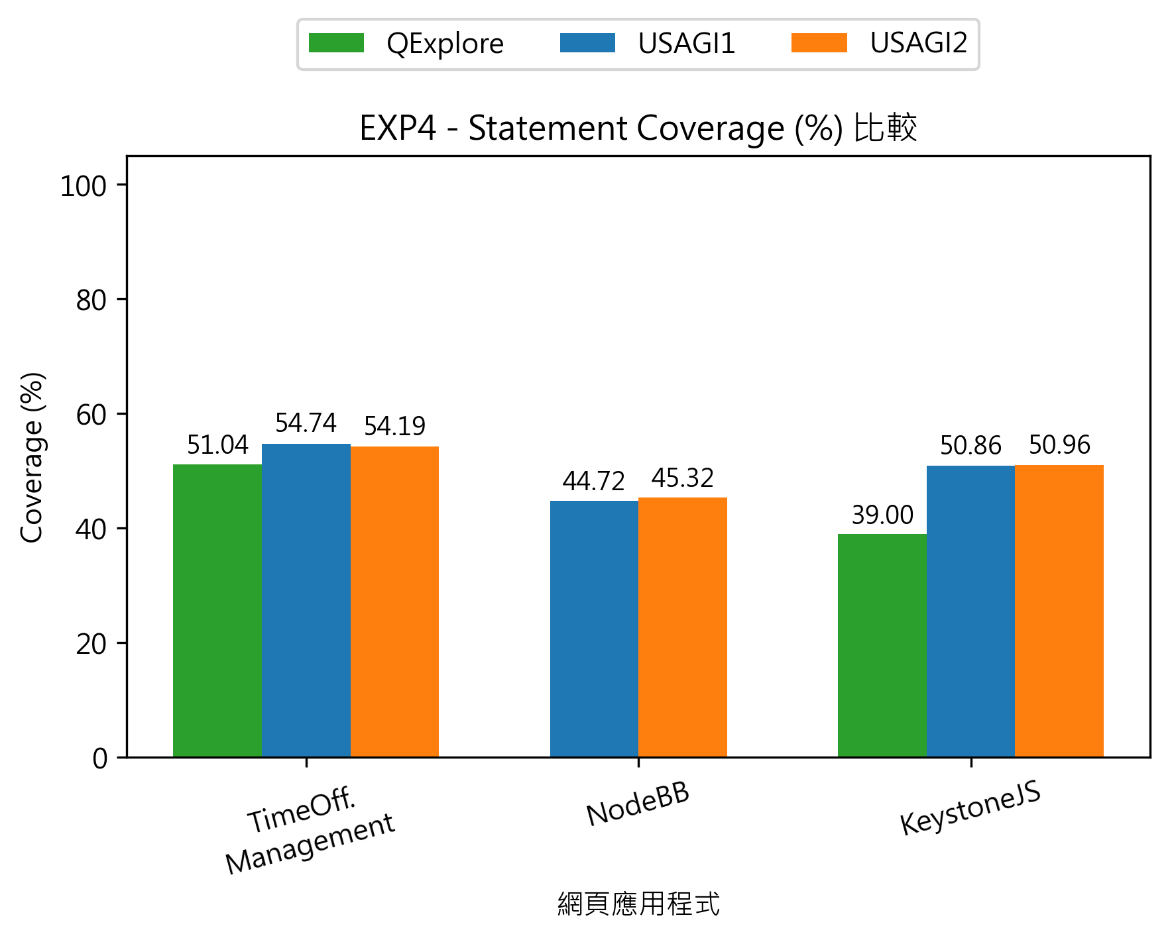 QExplore USAGI1 USAGI2
EXP4 - Statement Coverage (%) 比較
Coverage (%)
100
80
60
40
20
0
51.04
54.74
54.19
44.72
45.32
39.00
50.86
50.96
TimeOff.
Management
NodeBB
KeystoneJS
網頁應用程式